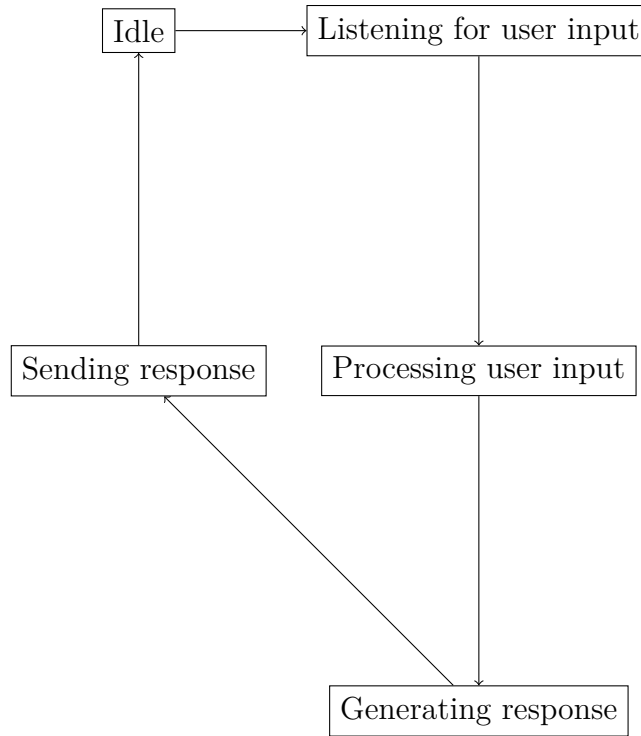 Idle
Listening for user input
Sending response
Processing user input
Generating response